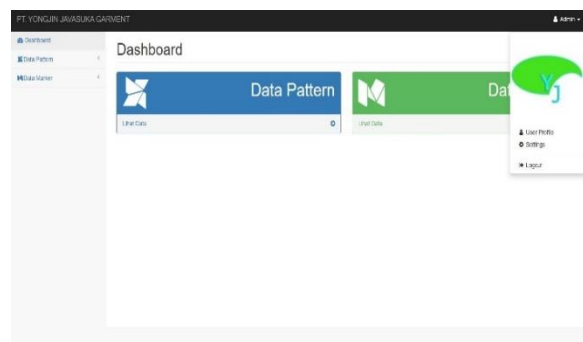 PT. YONGJIN JAVASUKA GARMENT
Admin
Dashboard
Data Pattern
Data Marker
Dashboard
Data Pattern
Lihat Data
Dat
Lihat Data
YJ
User Profile
Settings
Logout